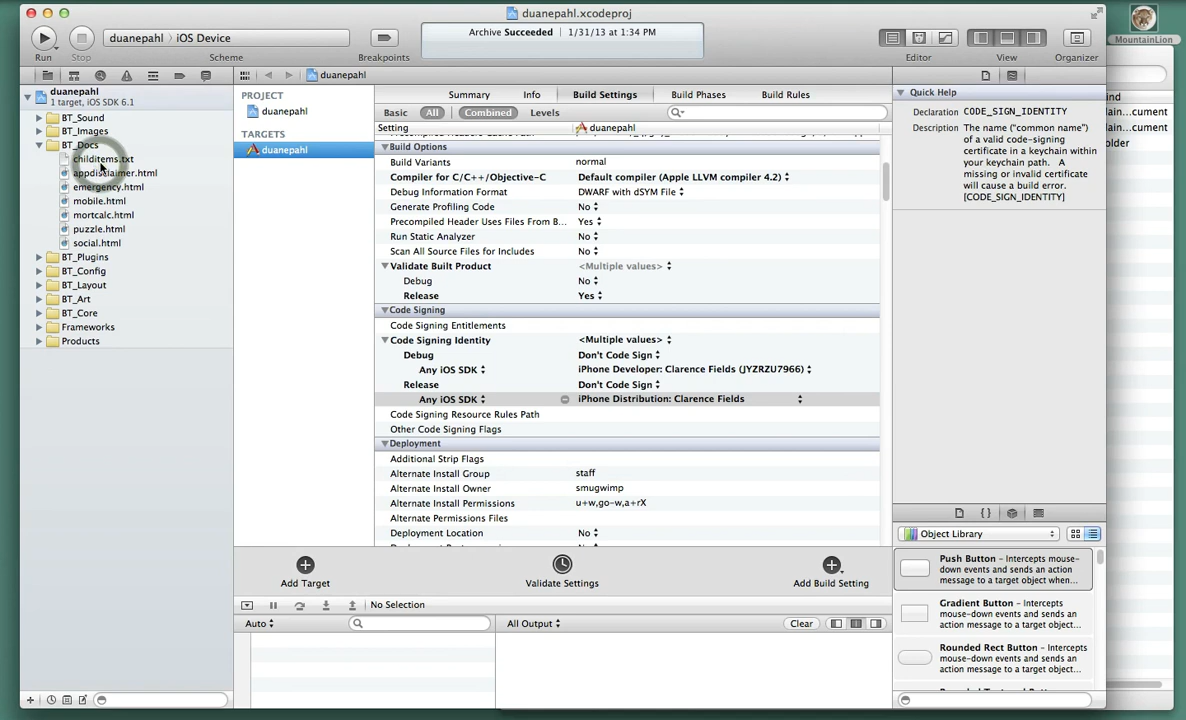 duanepahl.xcodeproj
MountainLion
duanepahl
iOS Device
Archive Succeeded
1/31/13 at 1:34 PM
Run
Stop
Scheme
Breakpoints
Editor
View
Organizer
duanepahl
duanepahl
1 target, iOS SDK 6.1
BT_Sound
BT_Images
BT_Docs
childitems.txt
appdisclaimer.html
emergency.html
mobile.html
mortcalc.html
puzzle.html
social.html
BT_Plugins
BT_Config
BT_Layout
BT_Art
BT_Core
Frameworks
Products
PROJECT
duanepahl
TARGETS
duanepahl
Summary
Info
Build Settings
Build Phases
Build Rules
Basic
All
Combined
Levels
Setting
duanepahl
Build Options
Build Variants
normal
Compiler for C/C++/Objective-C
Default compiler (Apple LLVM compiler 4.2)
Debug Information Format
DWARF with dSYM File
Generate Profiling Code
No
Precompiled Header Uses Files From B...
Yes
Run Static Analyzer
No
Scan All Source Files for Includes
No
Validate Built Product
<Multiple values>
Debug
No
Release
Yes
Code Signing
Code Signing Entitlements
Code Signing Identity
<Multiple values>
Debug
Don't Code Sign
Any iOS SDK
iPhone Developer: Clarence Fields (JYZRZU7966)
Release
Don't Code Sign
Any iOS SDK
iPhone Distribution: Clarence Fields
Code Signing Resource Rules Path
Other Code Signing Flags
Deployment
Additional Strip Flags
Alternate Install Group
staff
Alternate Install Owner
smugwimp
Alternate Install Permissions
u+w,go-w,a+rX
Alternate Permissions Files
Deployment Location
No
Add Target
Validate Settings
Add Build Setting
No Selection
Auto
All Output
Clear
Quick Help
Declaration CODE_SIGN_IDENTITY
Description The name ("common name")
of a valid code-signing
certificate in a keychain within
your keychain path. A
missing or invalid certificate
will cause a build error.
[CODE_SIGN_IDENTITY]
Object Library
Push Button - Intercepts mouse-
down events and sends an action
message to a target object when...
Gradient Button - Intercepts
mouse-down events and sends an
action message to a target object...
Rounded Rect Button - Intercepts
mouse-down events and sends an
action message to a target object...